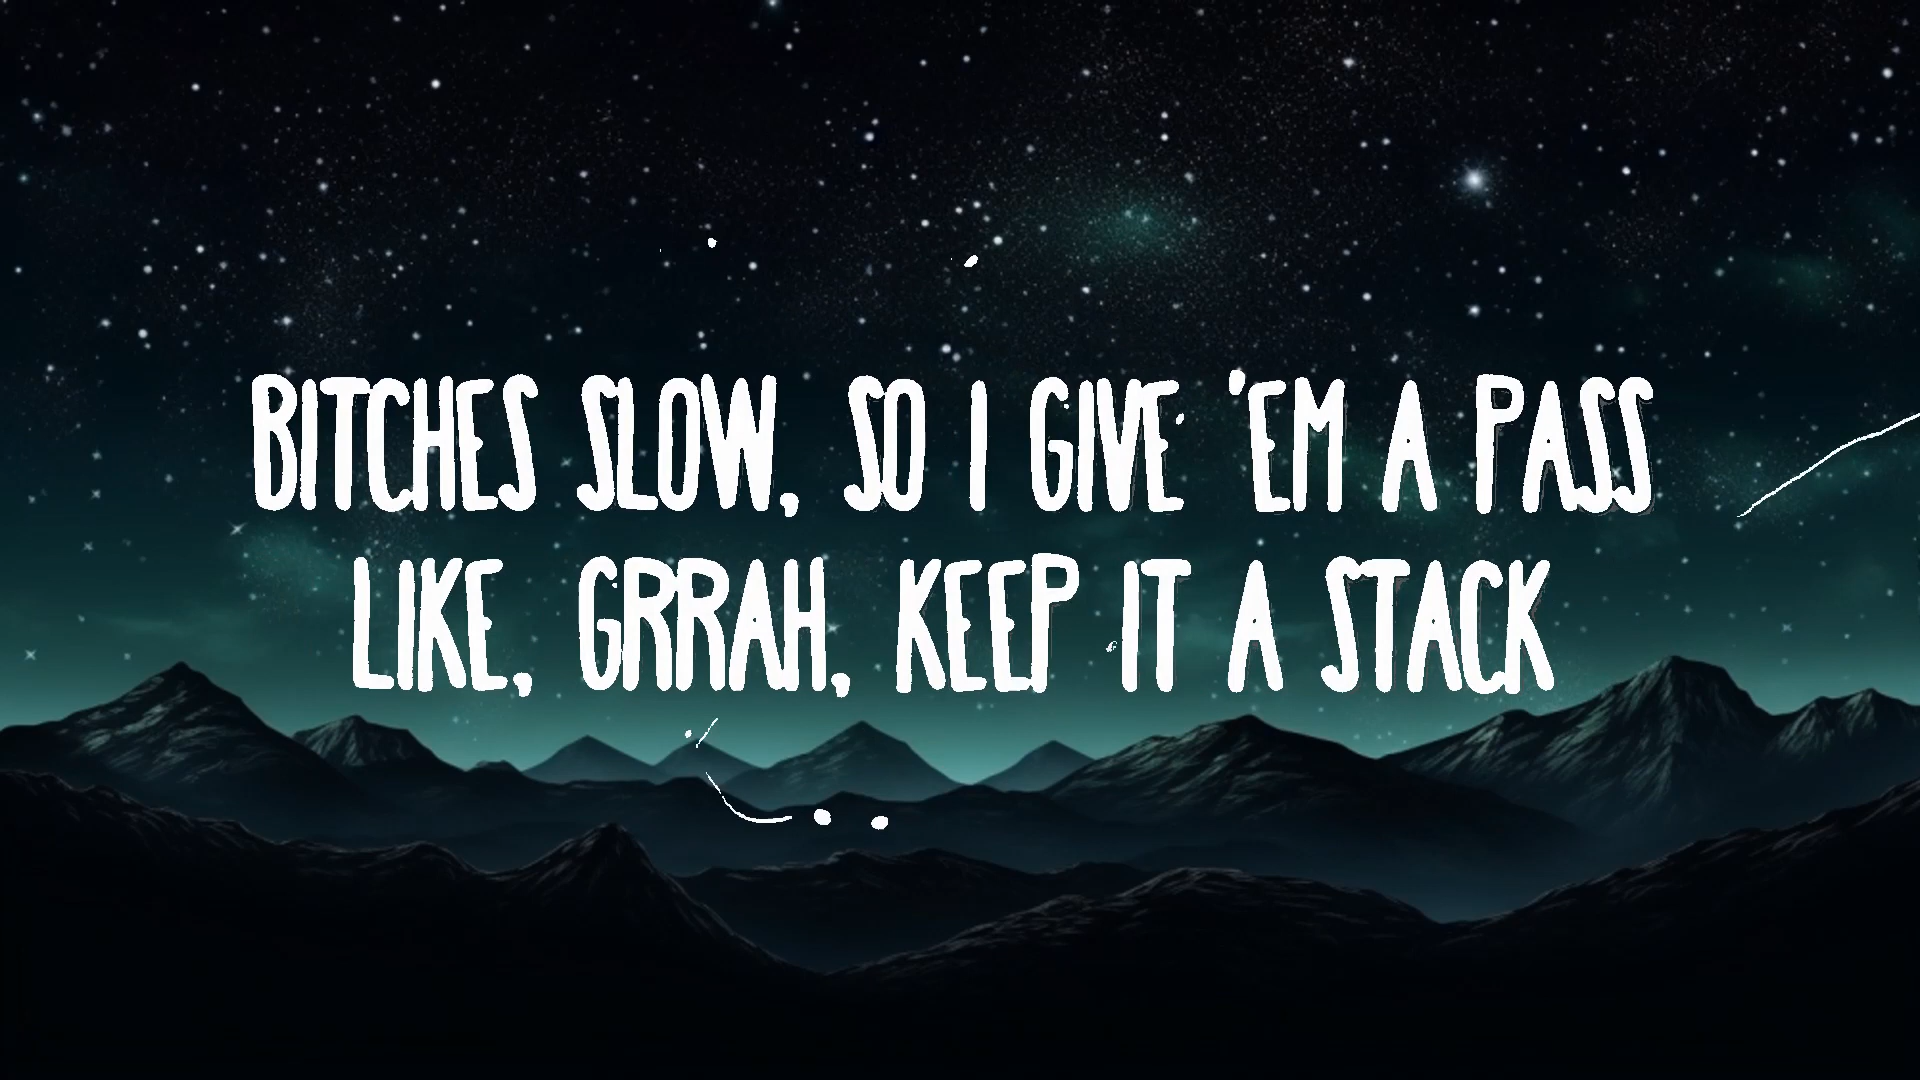 BITCHES SLOW, SO I GIVE 'EM A PASS
LIKE, GRRAH, KEEP IT A STACK